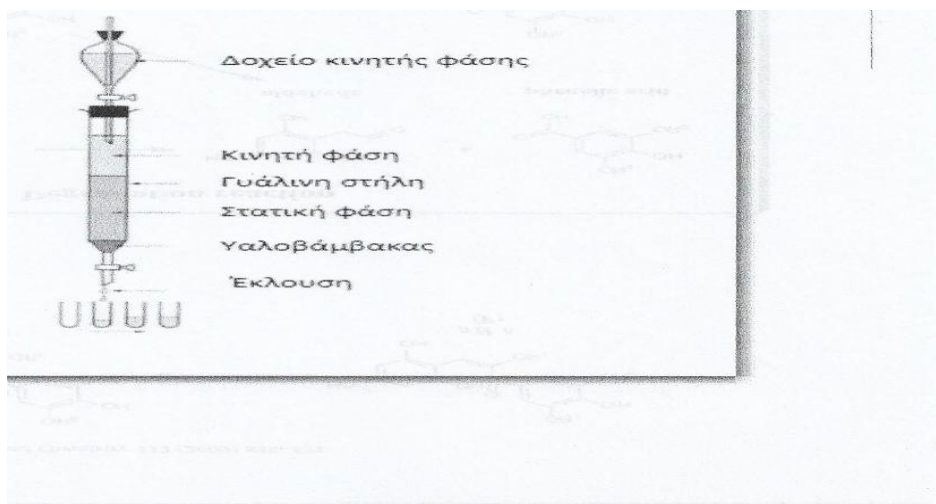 Δοχείο κινητής φάσης
Κινητή φάση
Γυάλινη στήλη
Στατική φάση
Υαλοβάμβακας
Έκλουση